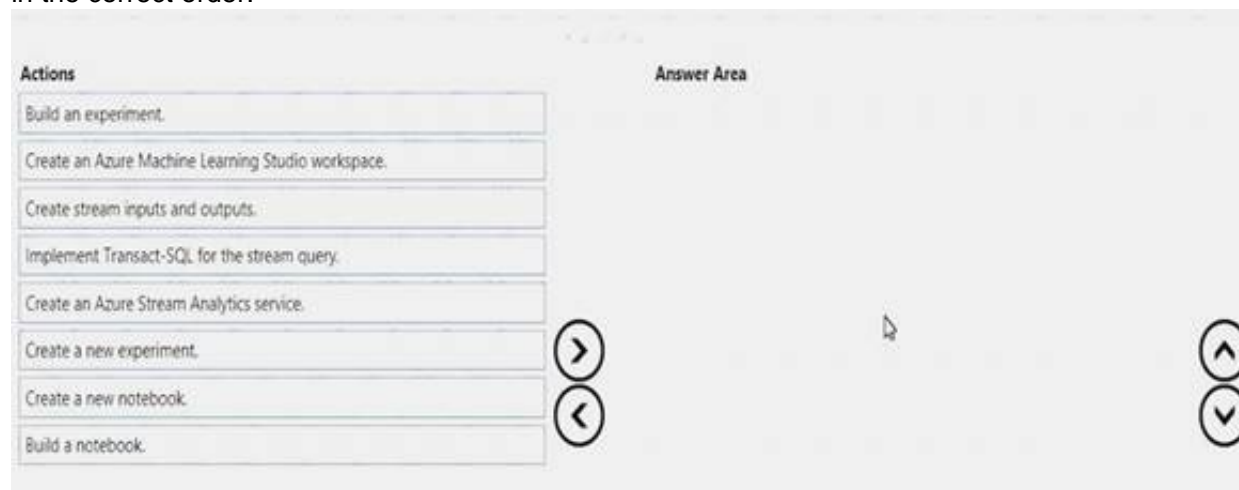 in the correct order.
Actions
Answer Area
Build an experiment.
Create an Azure Machine Learning Studio workspace.
Create stream inputs and outputs.
Implement Transact-SQL for the stream query.
Create an Azure Stream Analytics service.
Create a new experiment.
Create a new notebook.
Build a notebook.